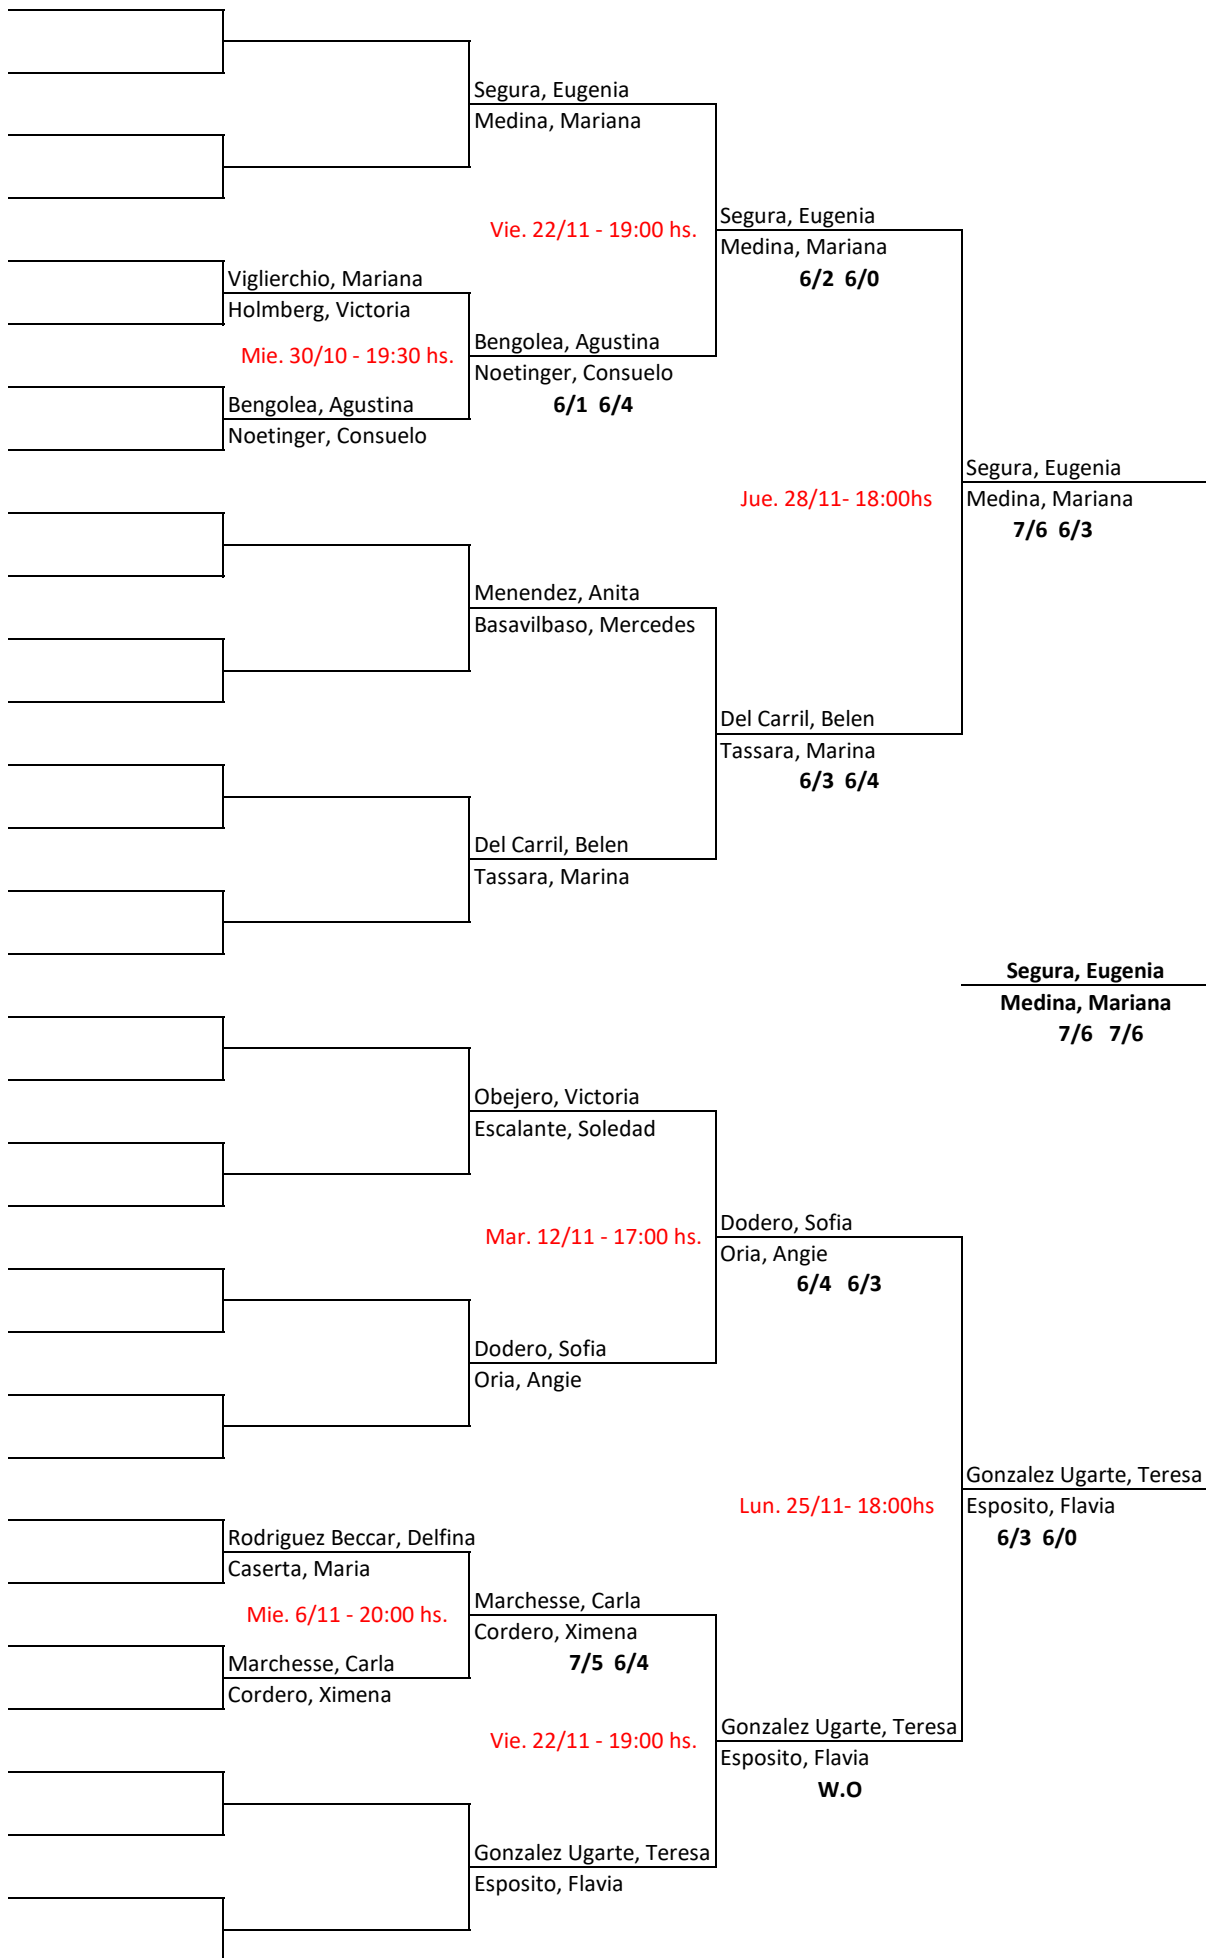 Segura, Eugenia
Medina, Mariana
Vie. 22/11 - 19:00 hs.
Segura, Eugenia
Medina, Mariana
6/2  6/0
Viglierchio, Mariana
Holmberg, Victoria
Mie. 30/10 - 19:30 hs.
Bengolea, Agustina
Noetinger, Consuelo
6/1  6/4
Bengolea, Agustina
Noetinger, Consuelo
Jue. 28/11- 18:00hs
Segura, Eugenia
Medina, Mariana
7/6  6/3
Menendez, Anita
Basavilbaso, Mercedes
Del Carril, Belen
Tassara, Marina
6/3  6/4
Del Carril, Belen
Tassara, Marina
Segura, Eugenia
Medina, Mariana
7/6   7/6
Obejero, Victoria
Escalante, Soledad
Mar. 12/11 - 17:00 hs.
Dodero, Sofia
Oria, Angie
6/4   6/3
Dodero, Sofia
Oria, Angie
Lun. 25/11- 18:00hs
Gonzalez Ugarte, Teresa
Esposito, Flavia
6/3  6/0
Rodriguez Beccar, Delfina
Caserta, Maria
Mie. 6/11 - 20:00 hs.
Marchesse, Carla
Cordero, Ximena
7/5  6/4
Marchesse, Carla
Cordero, Ximena
Vie. 22/11 - 19:00 hs.
Gonzalez Ugarte, Teresa
Esposito, Flavia
W.O
Gonzalez Ugarte, Teresa
Esposito, Flavia